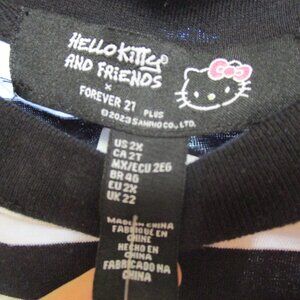 HELLO KITTY
AND FRIENDS
×
FOREVER 21 PLUS
©2023 SANRIO CO., LTD.
US 2X
CA 2T
MX/ECU 2EG
BR 46
EU 2X
UK 22
MADE IN CHINA
FABRIQUÉ EN
CHINE
HECHO EN
CHINA
FABRICADO NA
CHINA